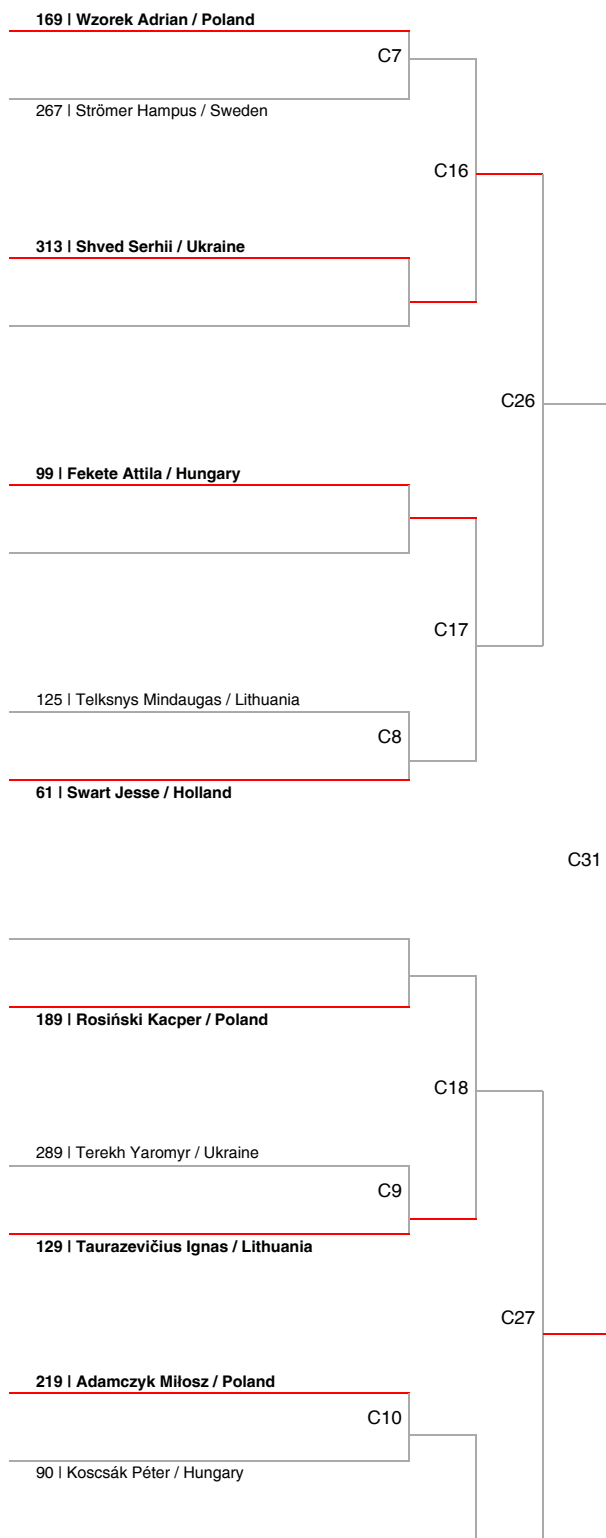 169 | Wzorek Adrian / Poland
C7
267 | Strömer Hampus / Sweden
C16
313 | Shved Serhii / Ukraine
C26
99 | Fekete Attila / Hungary
C17
125 | Telksnys Mindaugas / Lithuania
C8
61 | Swart Jesse / Holland
C31
189 | Rosiński Kacper / Poland
C18
289 | Terekh Yaromyr / Ukraine
C9
129 | Taurazevičius Ignas / Lithuania
C27
219 | Adamczyk Miłosz / Poland
C10
90 | Koscsák Péter / Hungary